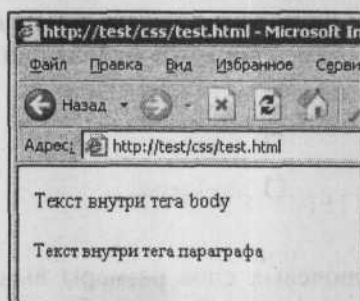 http://test/css/test.html - Microsoft In
Файл Правка Вид Избранное Серви
Назад
Адрес: http://test/css/test.html
Текст внутри тега body
Текст внутри тега параграфа